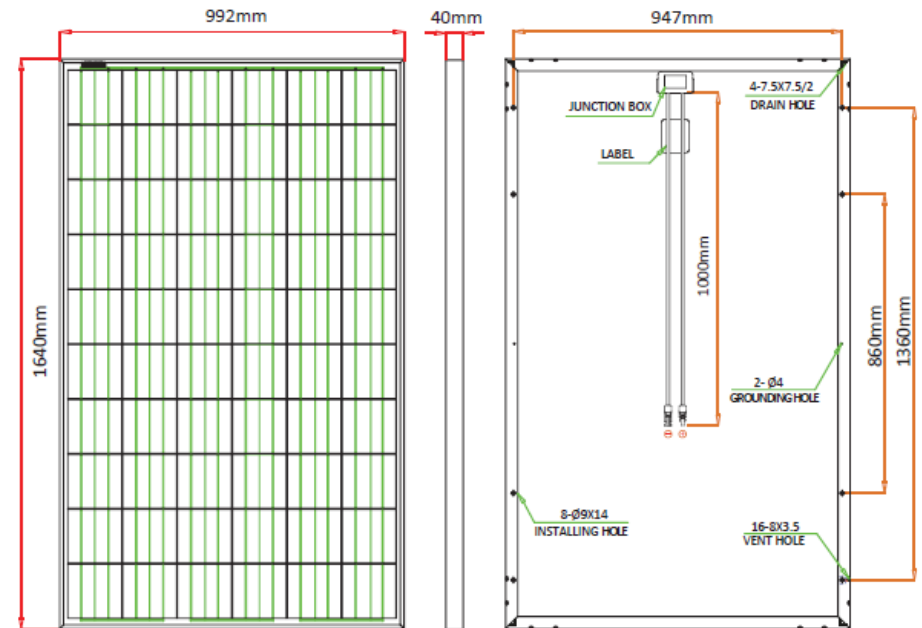 992mm
40mm
947mm
4-7.5X7.5/2
DRAIN HOLE
JUNCTION BOX
LABEL
1640mm
1000mm
860mm
1360mm
2- Ø4
GROUNDING HOLE
8-Ø9X14
INSTALLING HOLE
16-8X3.5
VENT HOLE